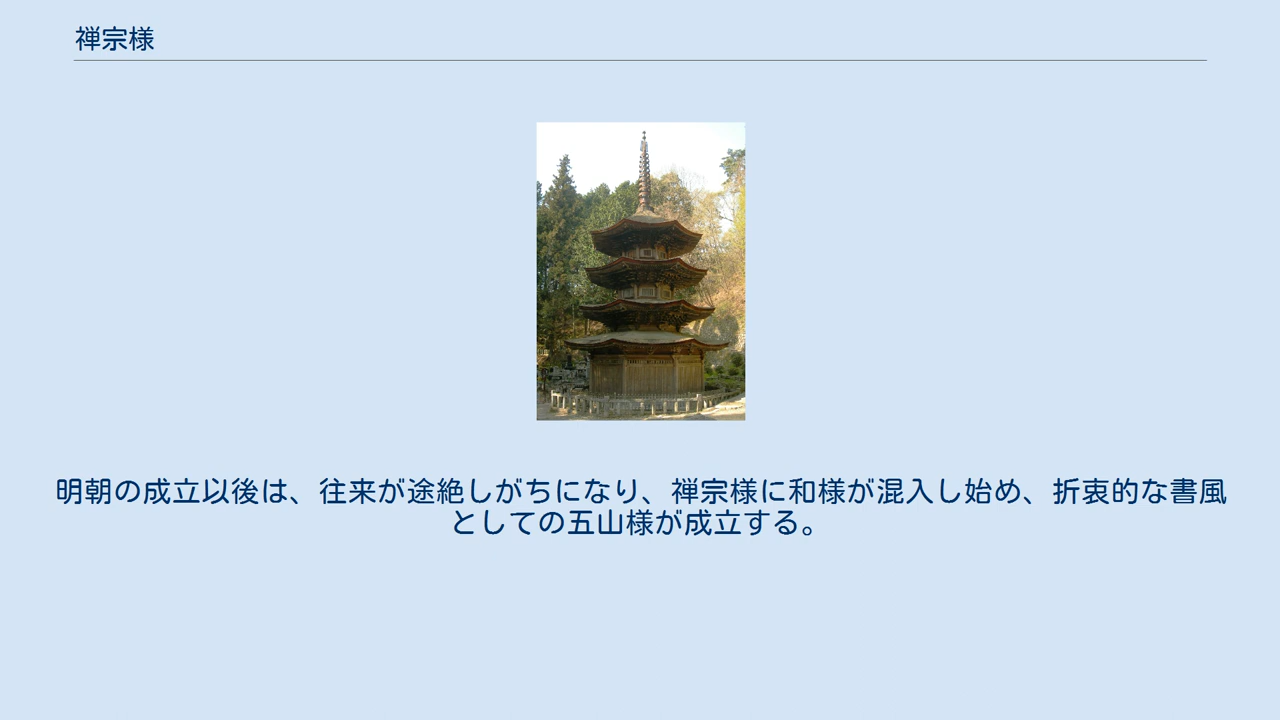 禅宗様
明朝の成立以後は、往来が途絶しがちになり、禅宗様に和様が混入し始め、折衷的な書風
としての五山様が成立する。